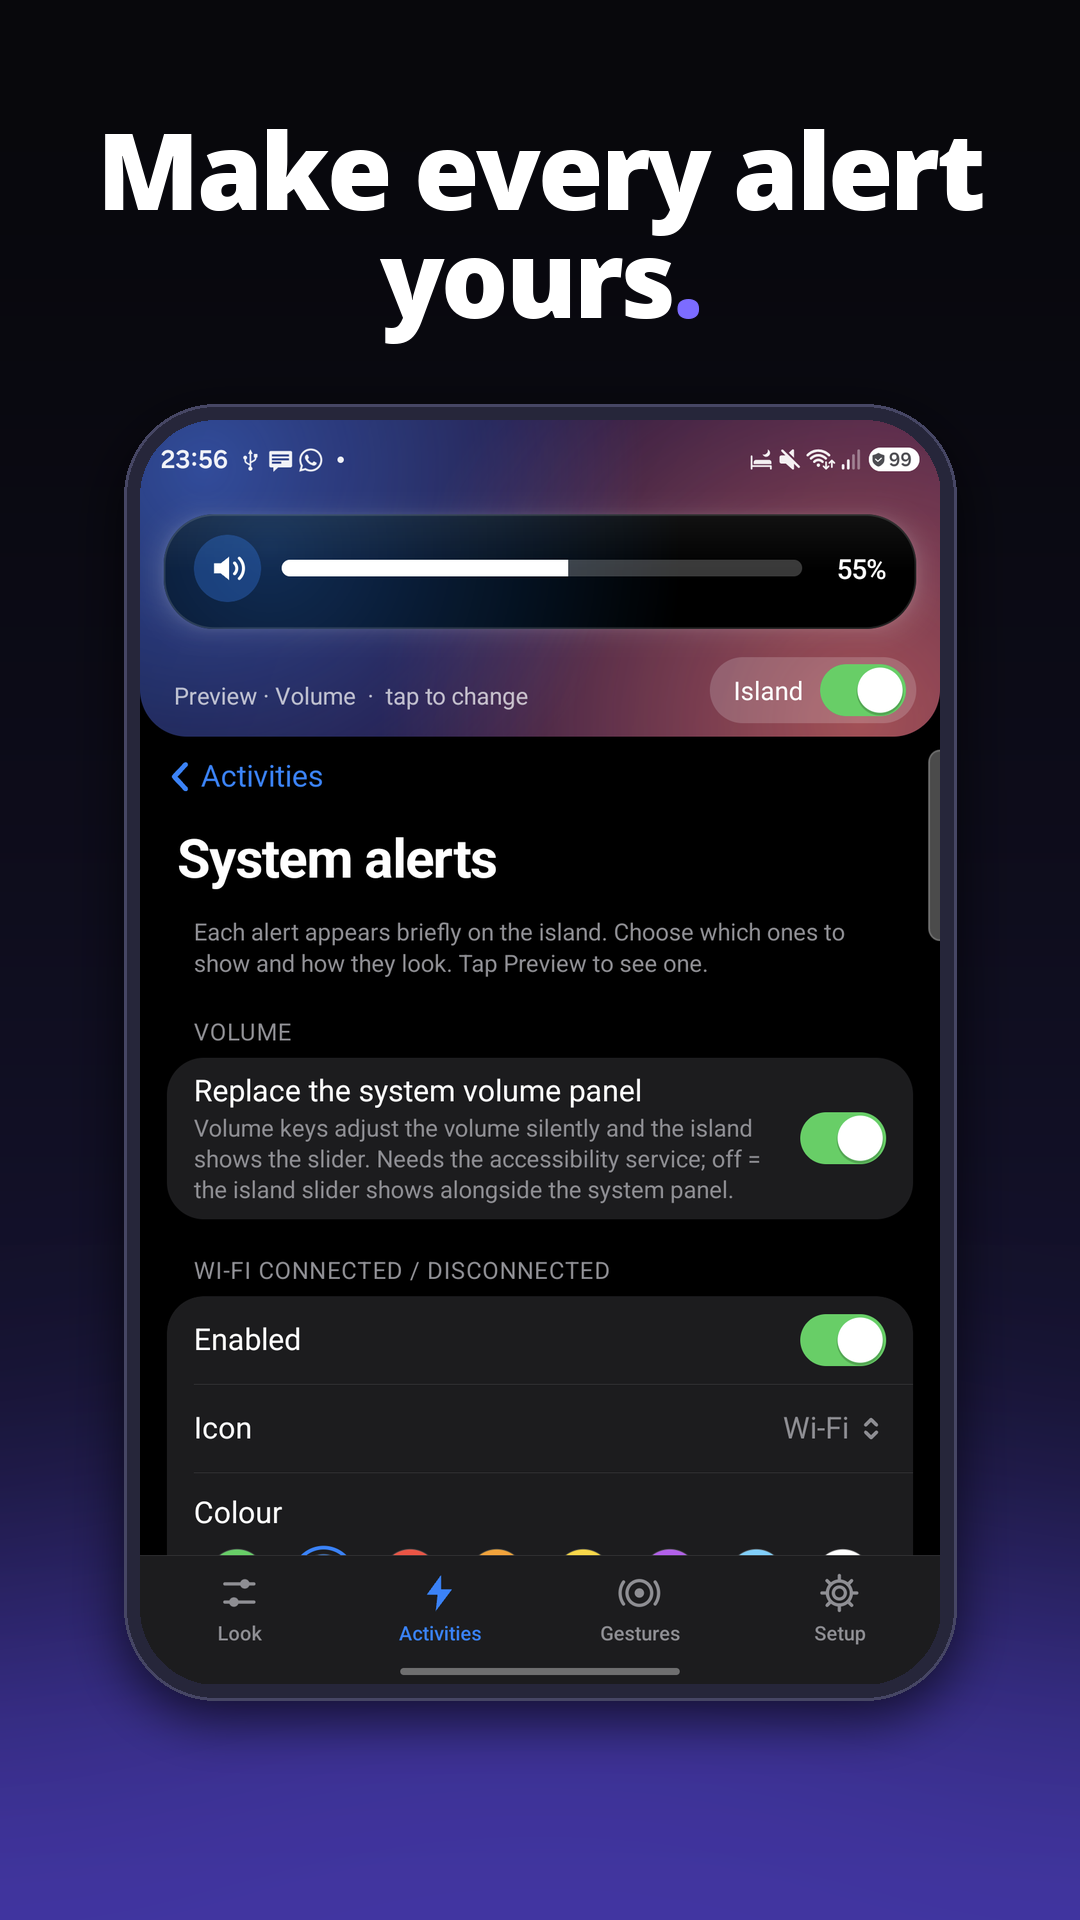 Make every alert
yours.
23:56
99
55%
Preview · Volume · tap to change
Island
Activities
System alerts
Each alert appears briefly on the island. Choose which ones to
show and how they look. Tap Preview to see one.
VOLUME
Replace the system volume panel
Volume keys adjust the volume silently and the island
shows the slider. Needs the accessibility service; off =
the island slider shows alongside the system panel.
WI-FI CONNECTED / DISCONNECTED
Enabled
Icon
Wi-Fi
Colour
Look
Activities
Gestures
Setup